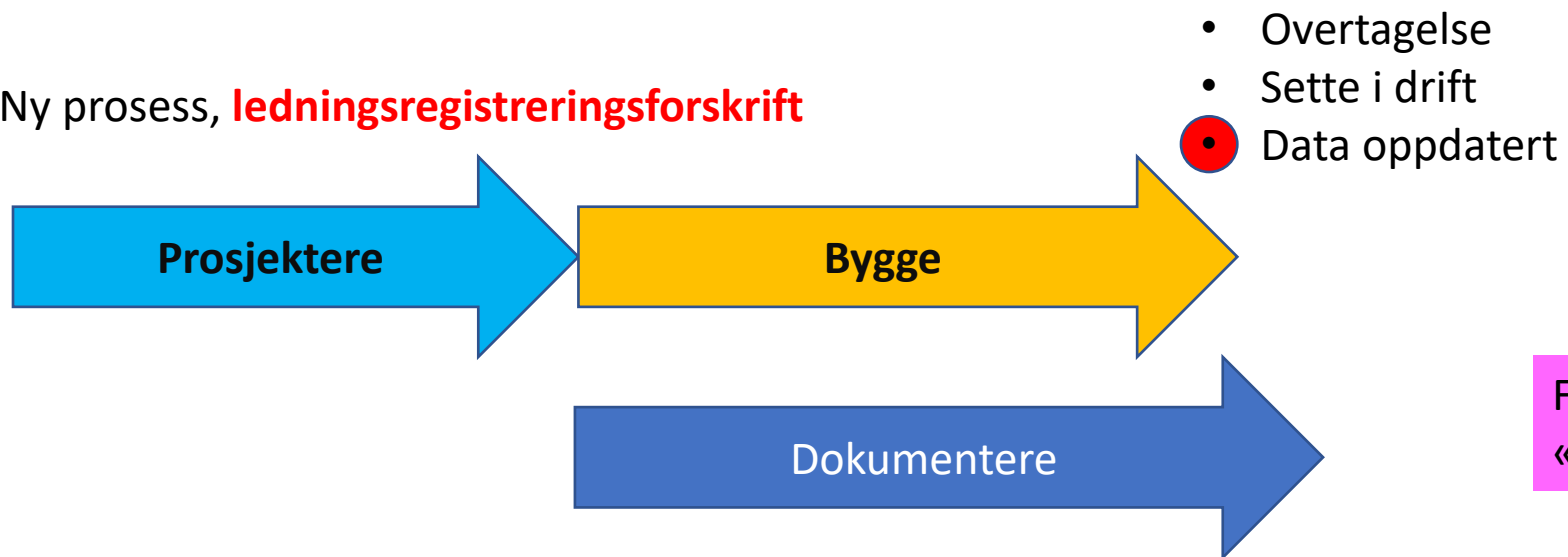 • Overtagelse
• Sette i drift
• Data oppdatert
Ny prosess, ledningsregistreringsforskrift
Prosjektere
Bygge
Dokumentere
F
«